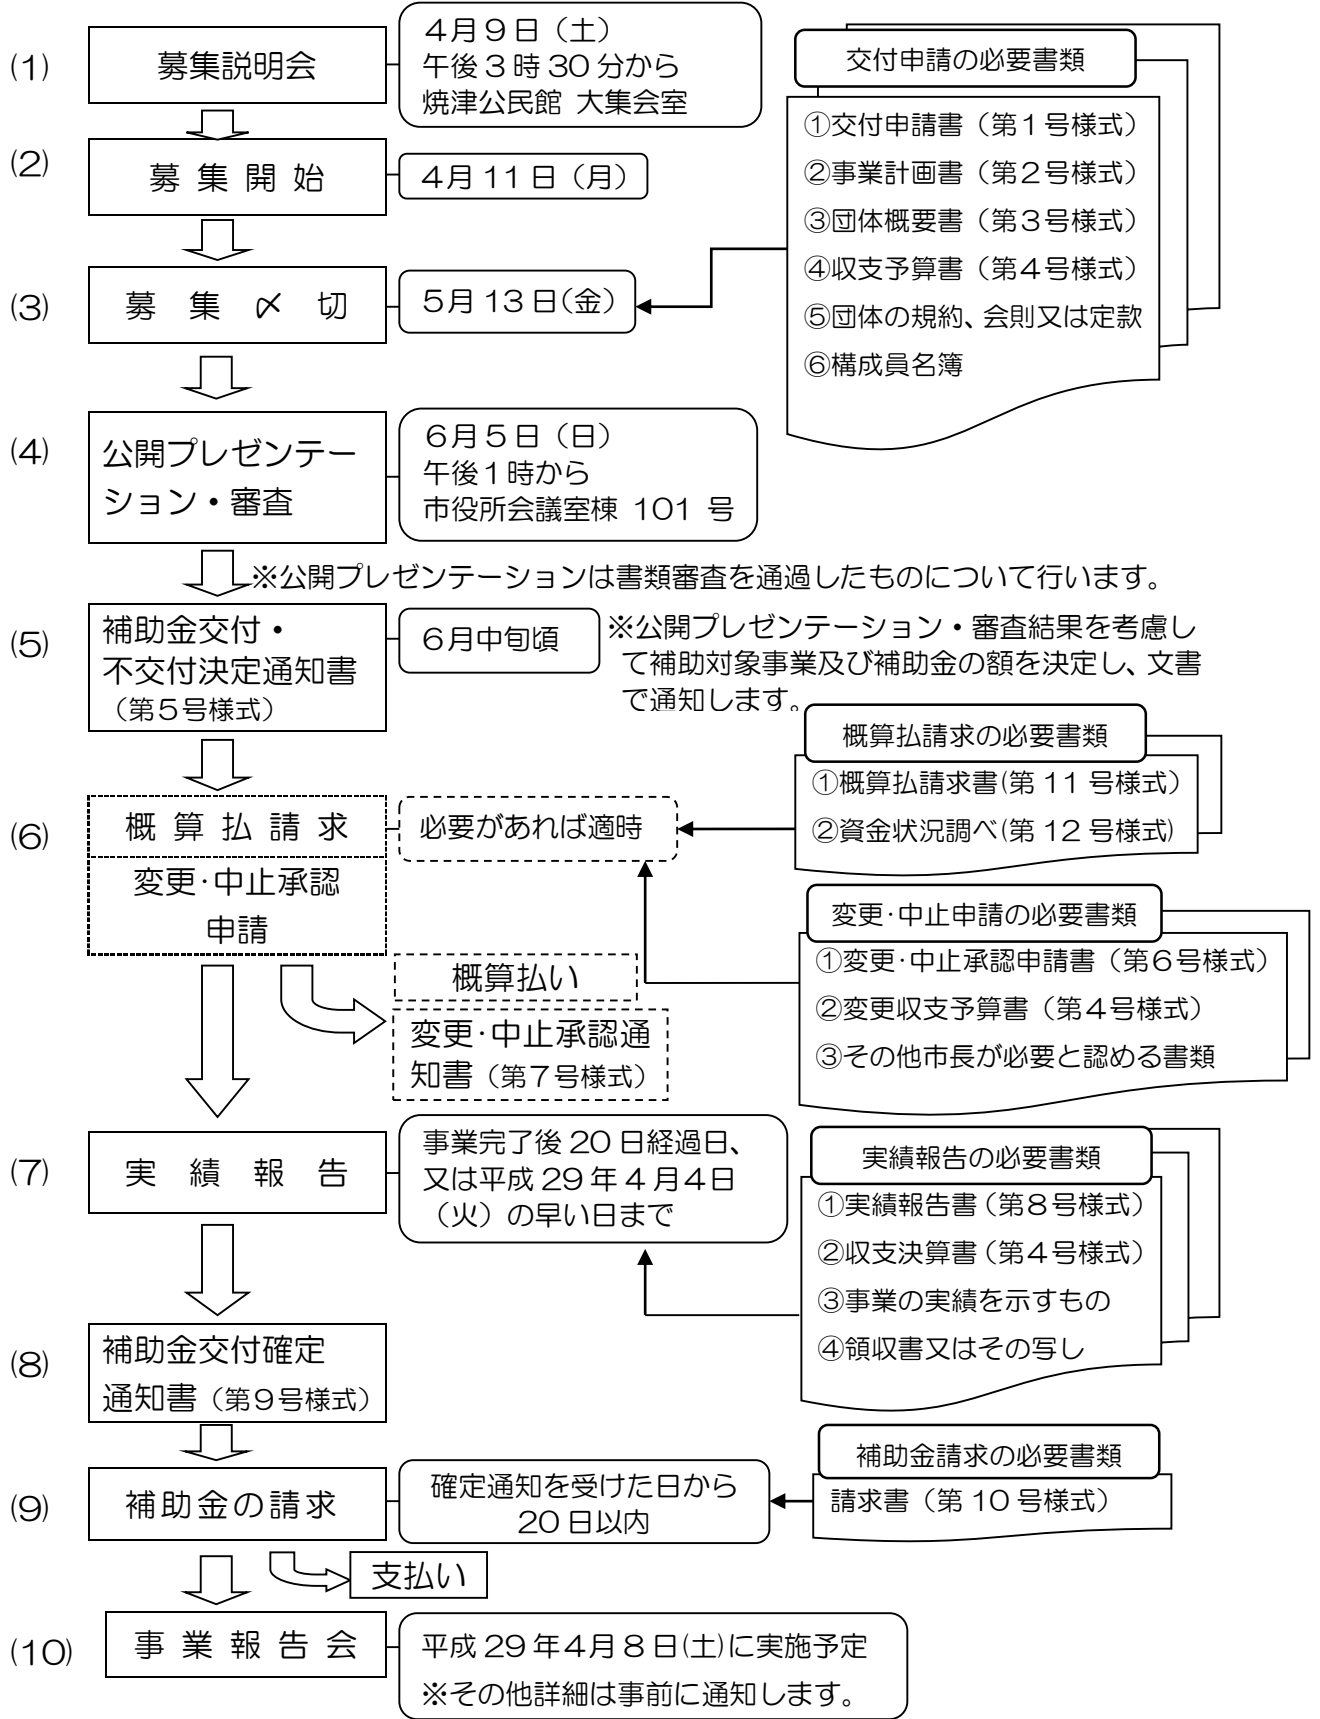 (1)
募集説明会
4月9日（土）
午後3時30分から
焼津公民館 大集会室
交付申請の必要書類
①交付申請書（第1号様式）
②事業計画書（第2号様式）
③団体概要書（第3号様式）
④収支予算書（第4号様式）
⑤団体の規約、会則又は定款
⑥構成員名簿
(2)
募集開始
4月11日（月）
(3)
募集〆切
5月13日(金)
(4)
公開プレゼンテー
ション・審査
6月5日（日）
午後1時から
市役所会議室棟 101 号
※公開プレゼンテーションは書類審査を通過したものについて行います。
(5)
補助金交付・
不交付決定通知書
（第5号様式）
6月中旬頃
※公開プレゼンテーション・審査結果を考慮し
て補助対象事業及び補助金の額を決定し、文書
で通知します。
概算払請求の必要書類
①概算払請求書(第11号様式)
②資金状況調べ(第12号様式)
(6)
概算払請求
変更･中止承認
申請
必要があれば適時
変更･中止申請の必要書類
①変更･中止承認申請書（第6号様式）
②変更収支予算書（第4号様式）
③その他市長が必要と認める書類
概算払い
変更･中止承認通
知書（第7号様式）
(7)
実績報告
事業完了後20日経過日、
又は平成29年4月4日
（火）の早い日まで
実績報告の必要書類
①実績報告書（第8号様式）
②収支決算書（第4号様式）
③事業の実績を示すもの
④領収書又はその写し
(8)
補助金交付確定
通知書（第9号様式）
(9)
補助金の請求
確定通知を受けた日から
20日以内
補助金請求の必要書類
請求書（第10号様式）
支払い
(10)
事業報告会
平成29年4月8日(土)に実施予定
※その他詳細は事前に通知します。